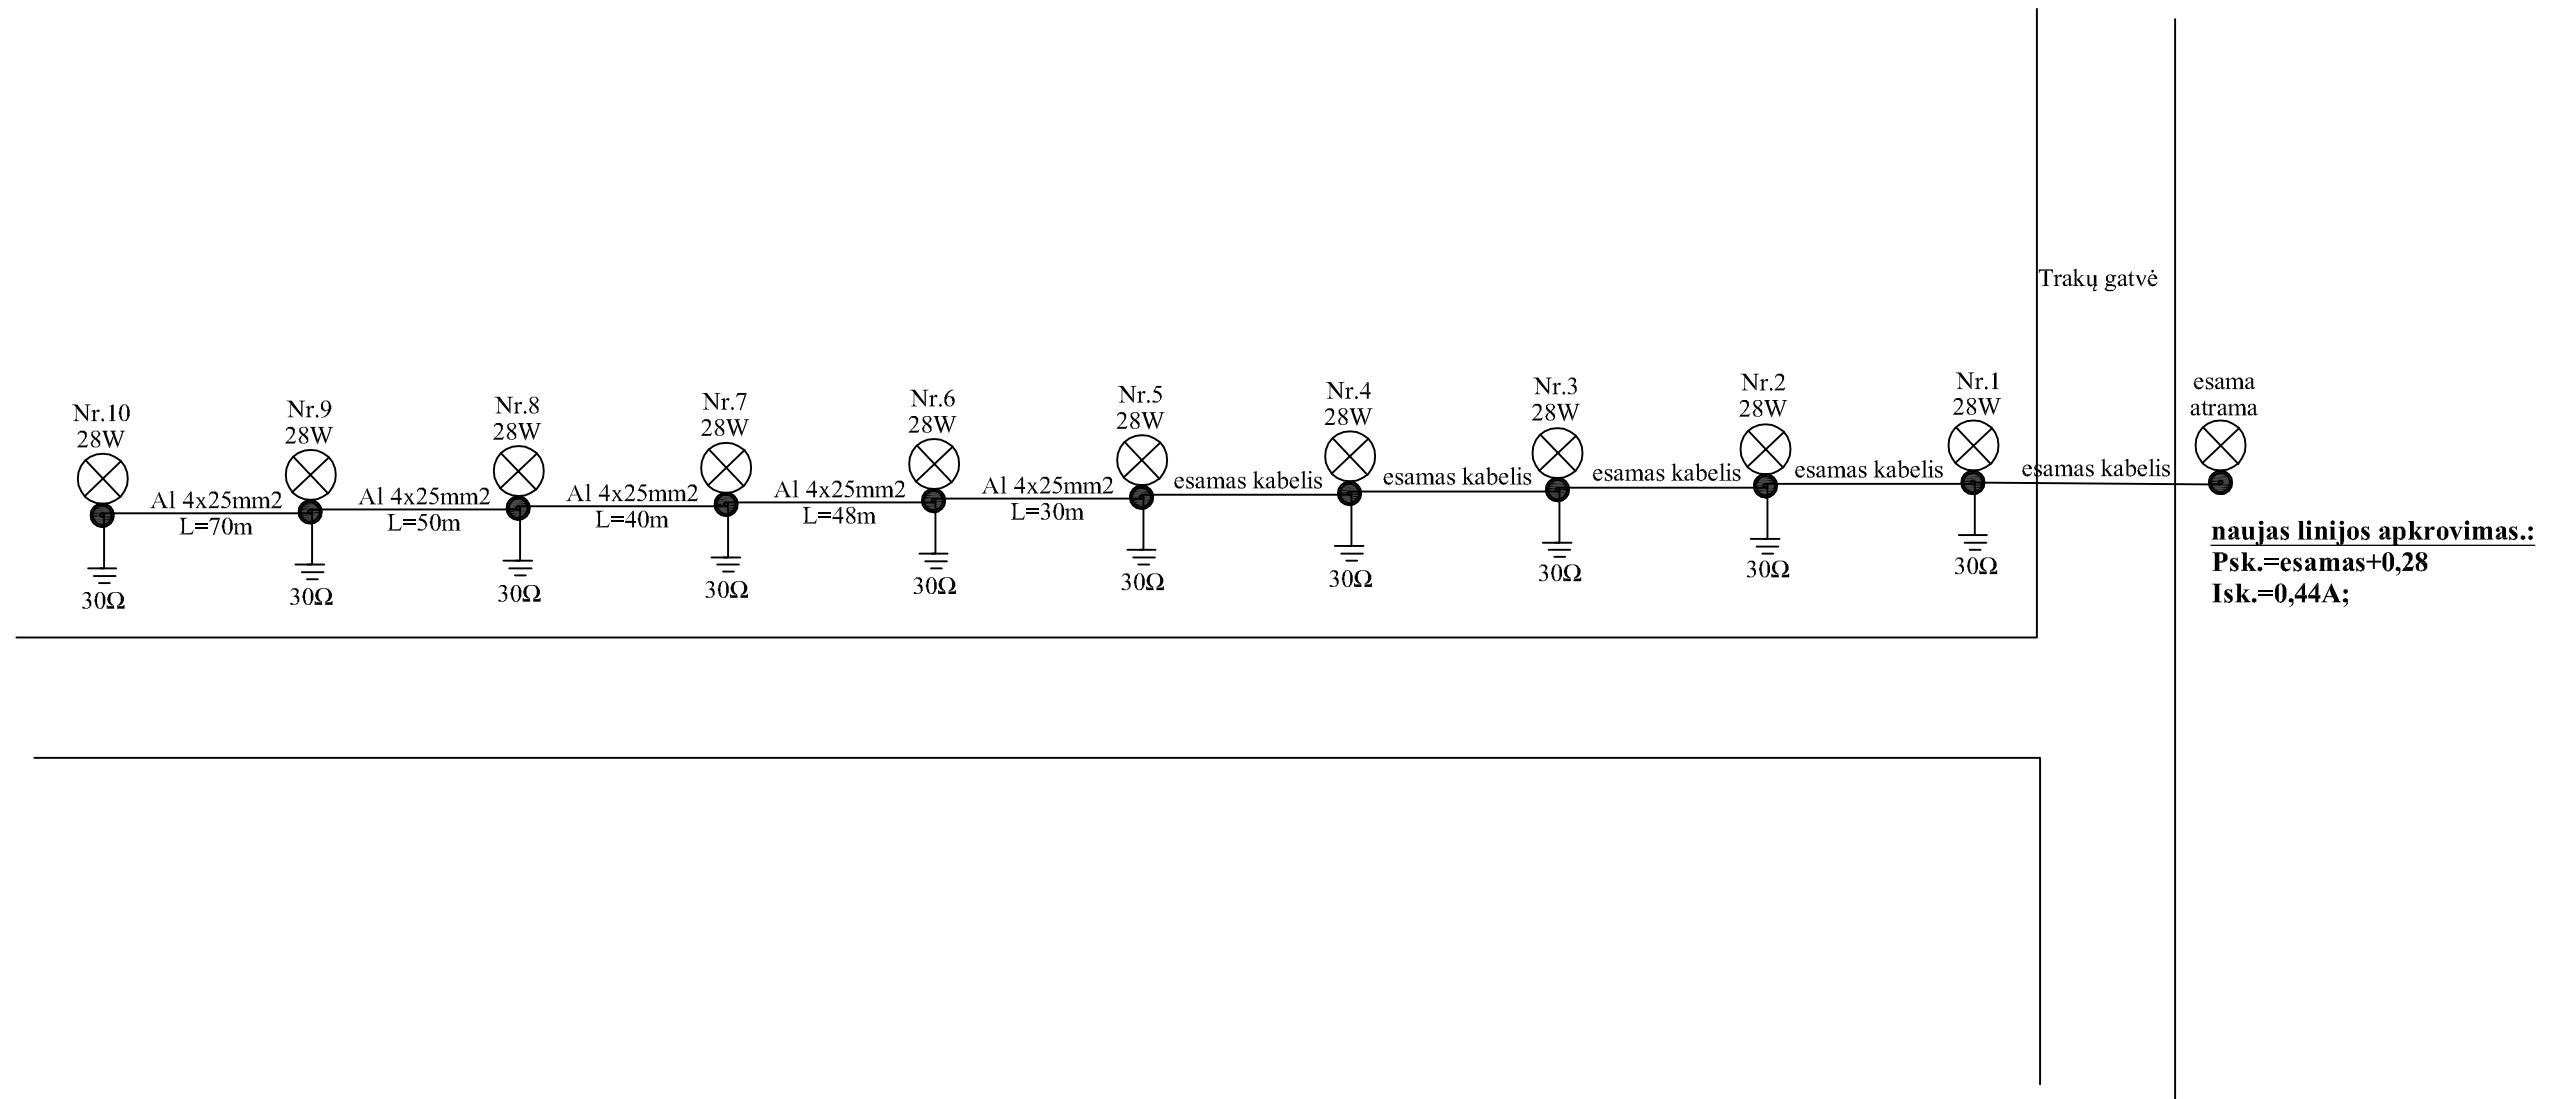 Trakų gatvė
Nr.10
28W
Nr.9
28W
Nr.8
28W
Nr.7
28W
Nr.6
28W
Nr.5
28W
Nr.4
28W
Nr.3
28W
Nr.2
28W
Nr.1
28W
esama
atrama
Al 4x25mm2
L=70m
Al 4x25mm2
L=50m
Al 4x25mm2
L=40m
Al 4x25mm2
L=48m
Al 4x25mm2
L=30m
esamas kabelis
esamas kabelis
esamas kabelis
esamas kabelis
esamas kabelis
30Ω
30Ω
30Ω
30Ω
30Ω
30Ω
30Ω
30Ω
30Ω
30Ω
naujas linijos apkrovimas.:
Psk.=esamas+0,28
Isk.=0,44A;